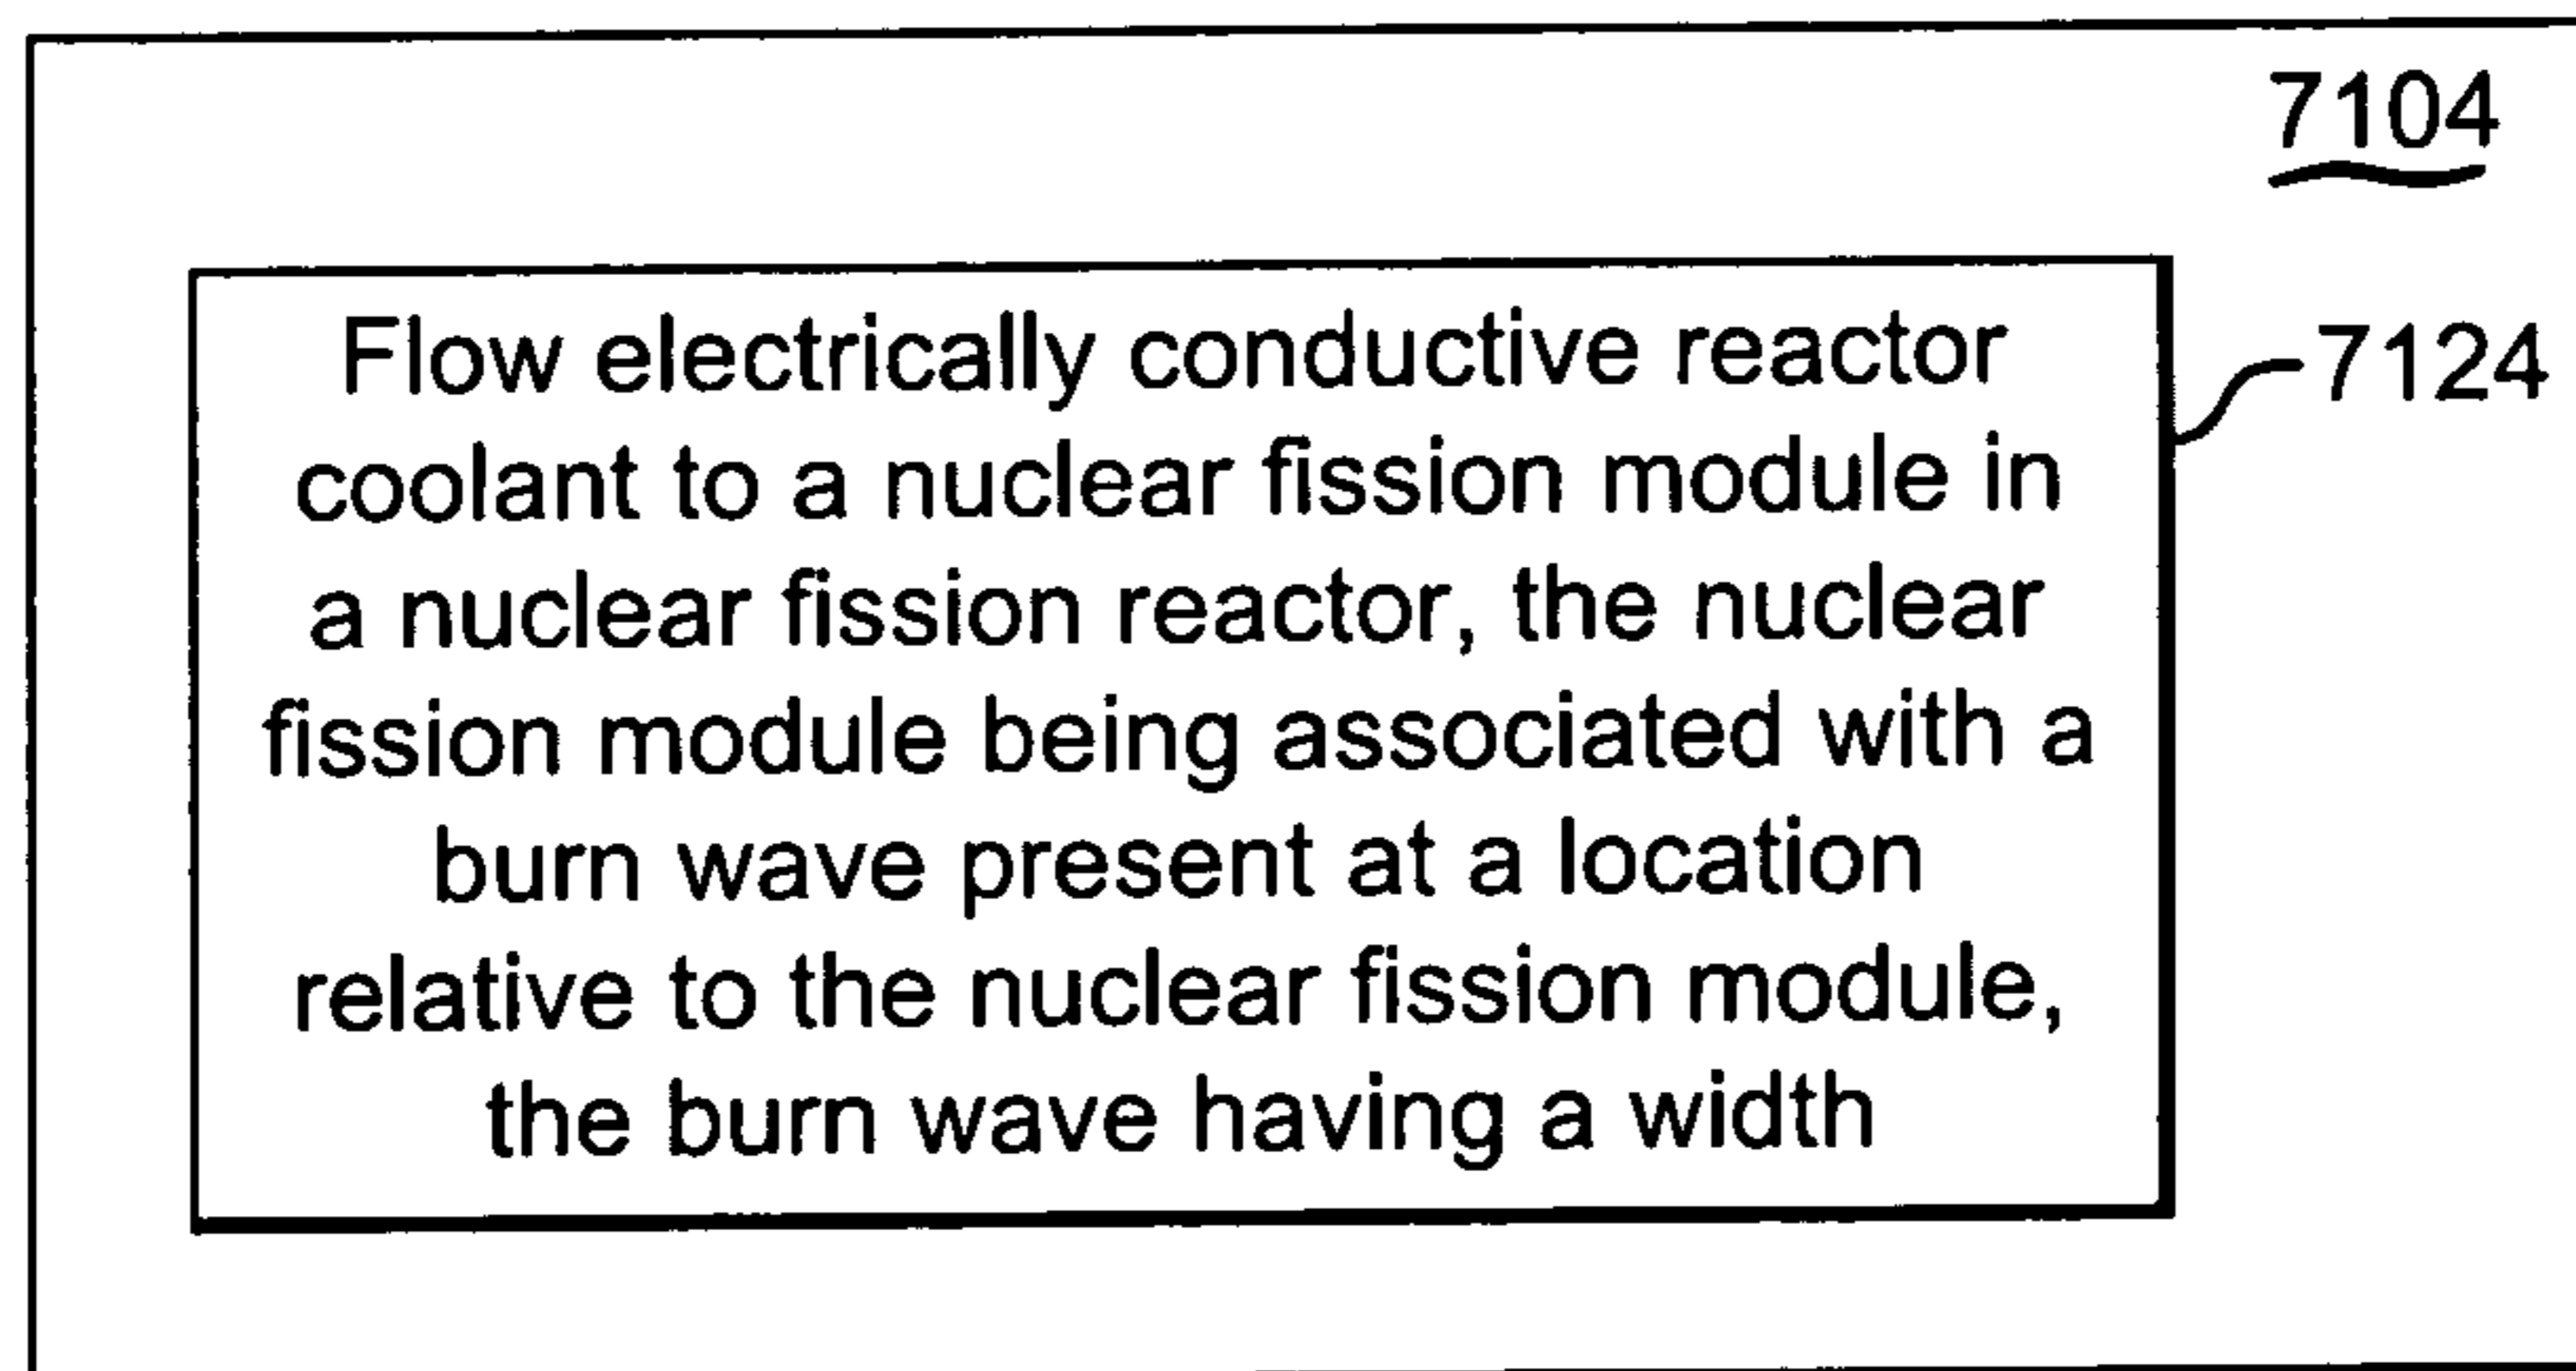 7104
Flow electrically conductive reactor
coolant to a nuclear fission module in
a nuclear fission reactor, the nuclear
fission module being associated with a
burn wave present at a location
relative to the nuclear fission module,
the burn wave having a width
7124